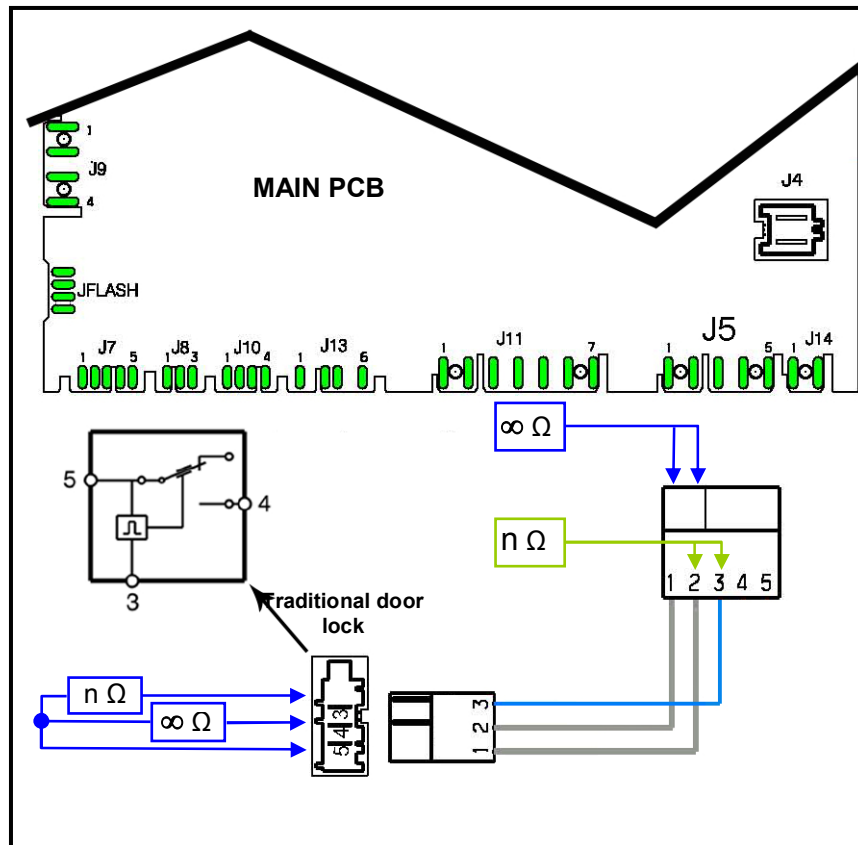 1
J9
4
MAIN PCB
J4
JFLASH
J7
1 5
J8
1 3
J10
1 4
J13
1 6
J11
1 7
J5
1 5
J14
1
∞ Ω
n Ω
1 2 3 4 5
5
4
3
Traditional door
lock
n Ω
∞ Ω
3
4
5
3
2
1